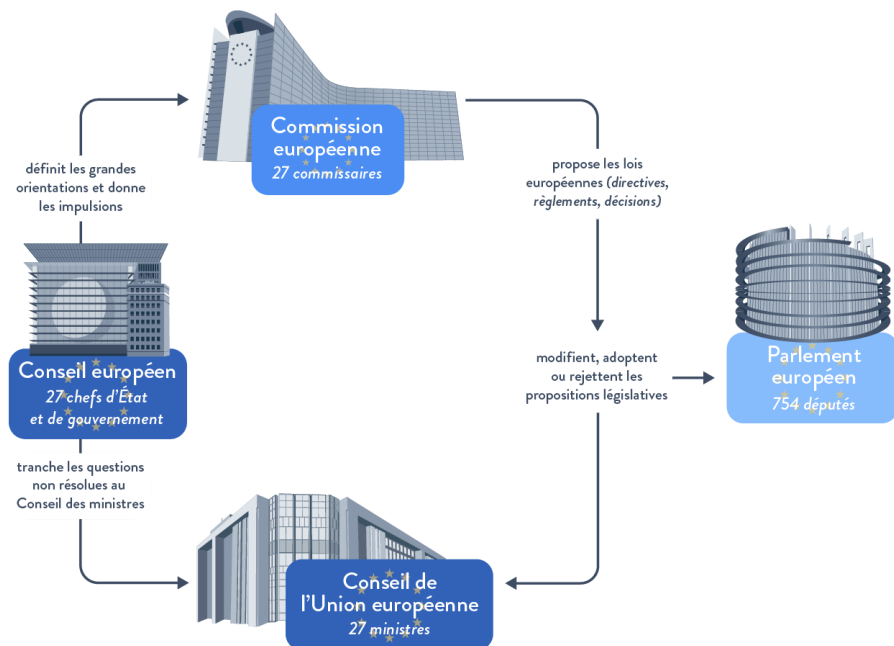 Commission
européenne
27 commissaires
définit les grandes
orientations et donne
les impulsions
propose les lois
européennes (directives,
règlements, décisions)
Conseil européen
27 chefs d’État
et de gouvernement
modifient, adoptent
ou rejettent les
propositions législatives
Parlement
européen
754 députés
tranche les questions
non résolues au
Conseil des ministres
Conseil de
l’Union européenne
27 ministres